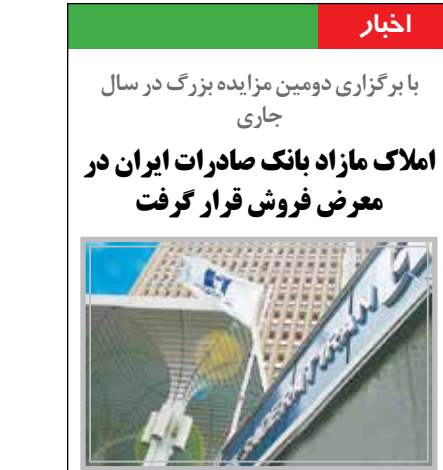 اخبار
با برگزاری دومین مزایده بزرگ در سال
جاری
املاک مازاد بانک صادرات ایران در
معرض فروش قرار گرفت